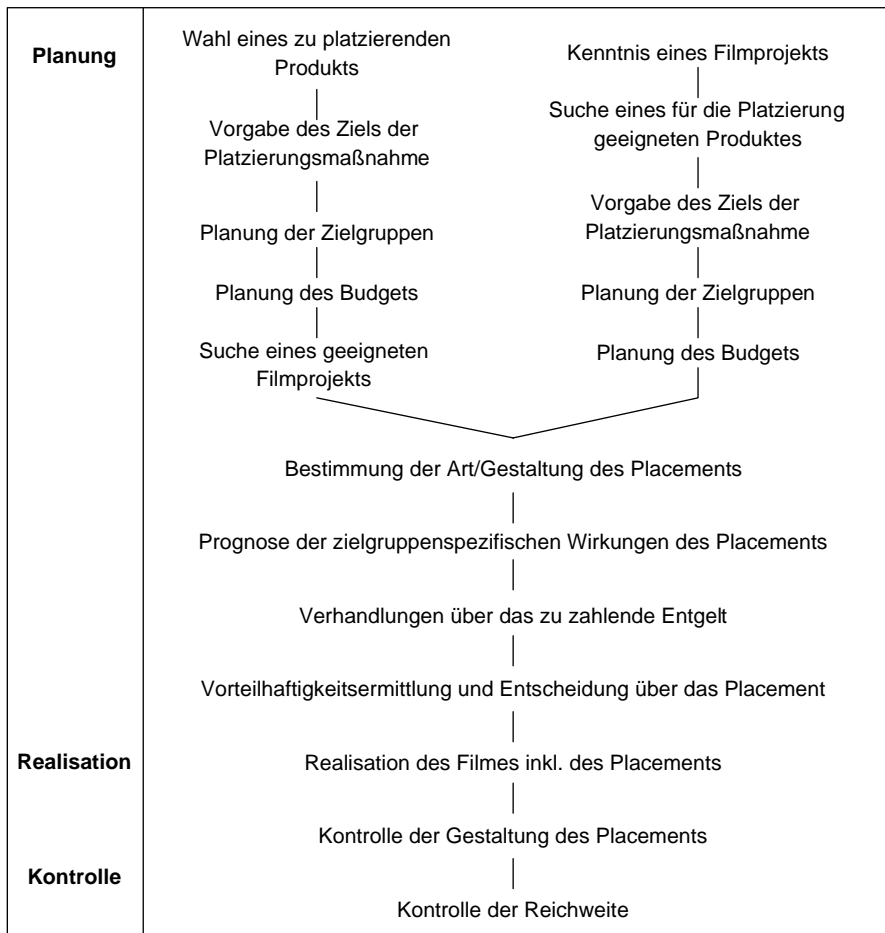 Planung
Wahl eines zu platzierenden
Produkts
Vorgabe des Ziels der
Platzierungsmaßnahme
Planung der Zielgruppen
Planung des Budgets
Suche eines geeigneten
Filmprojekts
Kenntnis eines Filmprojekts
Suche eines für die Platzierung
geeigneten Produktes
Vorgabe des Ziels der
Platzierungsmaßnahme
Planung der Zielgruppen
Planung des Budgets
Bestimmung der Art/Gestaltung des Placements
Prognose der zielgruppenspezifischen Wirkungen des Placements
Verhandlungen über das zu zahlende Entgelt
Vorteilhaftigkeitsermittlung und Entscheidung über das Placement
Realisation
Realisation des Filmes inkl. des Placements
Kontrolle der Gestaltung des Placements
Kontrolle
Kontrolle der Reichweite